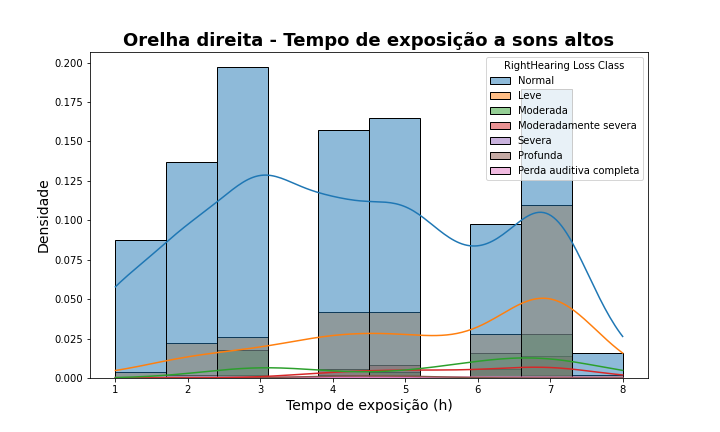 Orelha direita - Tempo de exposição a sons altos
RightHearing Loss Class
Normal
Leve
Moderada
Moderadamente severa
Severa
Profunda
Perda auditiva completa
Densidade
0.200
0.175
0.150
0.125
0.100
0.075
0.050
0.025
0.000
1 2 3 4 5 6 7 8
Tempo de exposição (h)